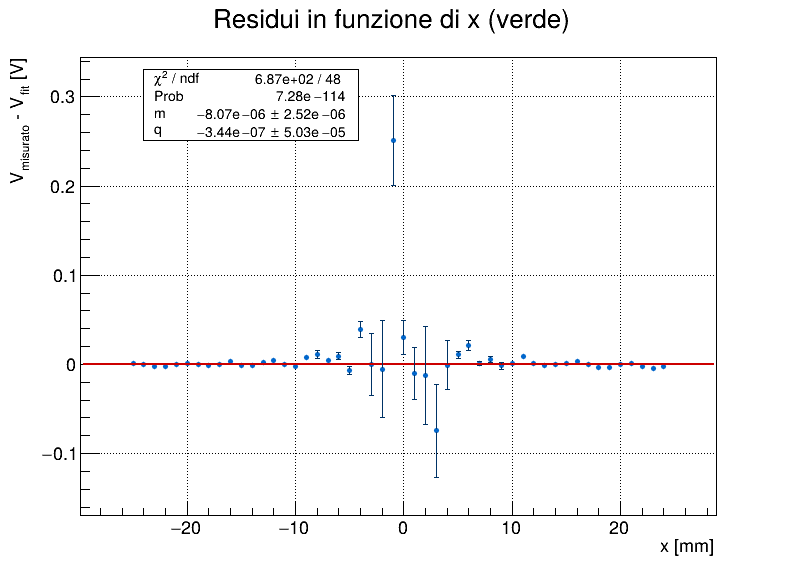 Residui in funzione di x (verde)
V_misurato - V_fit [V]
χ² / ndf 6.87e+02 / 48
Prob 7.28e−114
m −8.07e−06 ± 2.52e−06
q −3.44e−07 ± 5.03e−05
0.3
0.2
0.1
0
−0.1
−20 −10 0 10 20
x [mm]